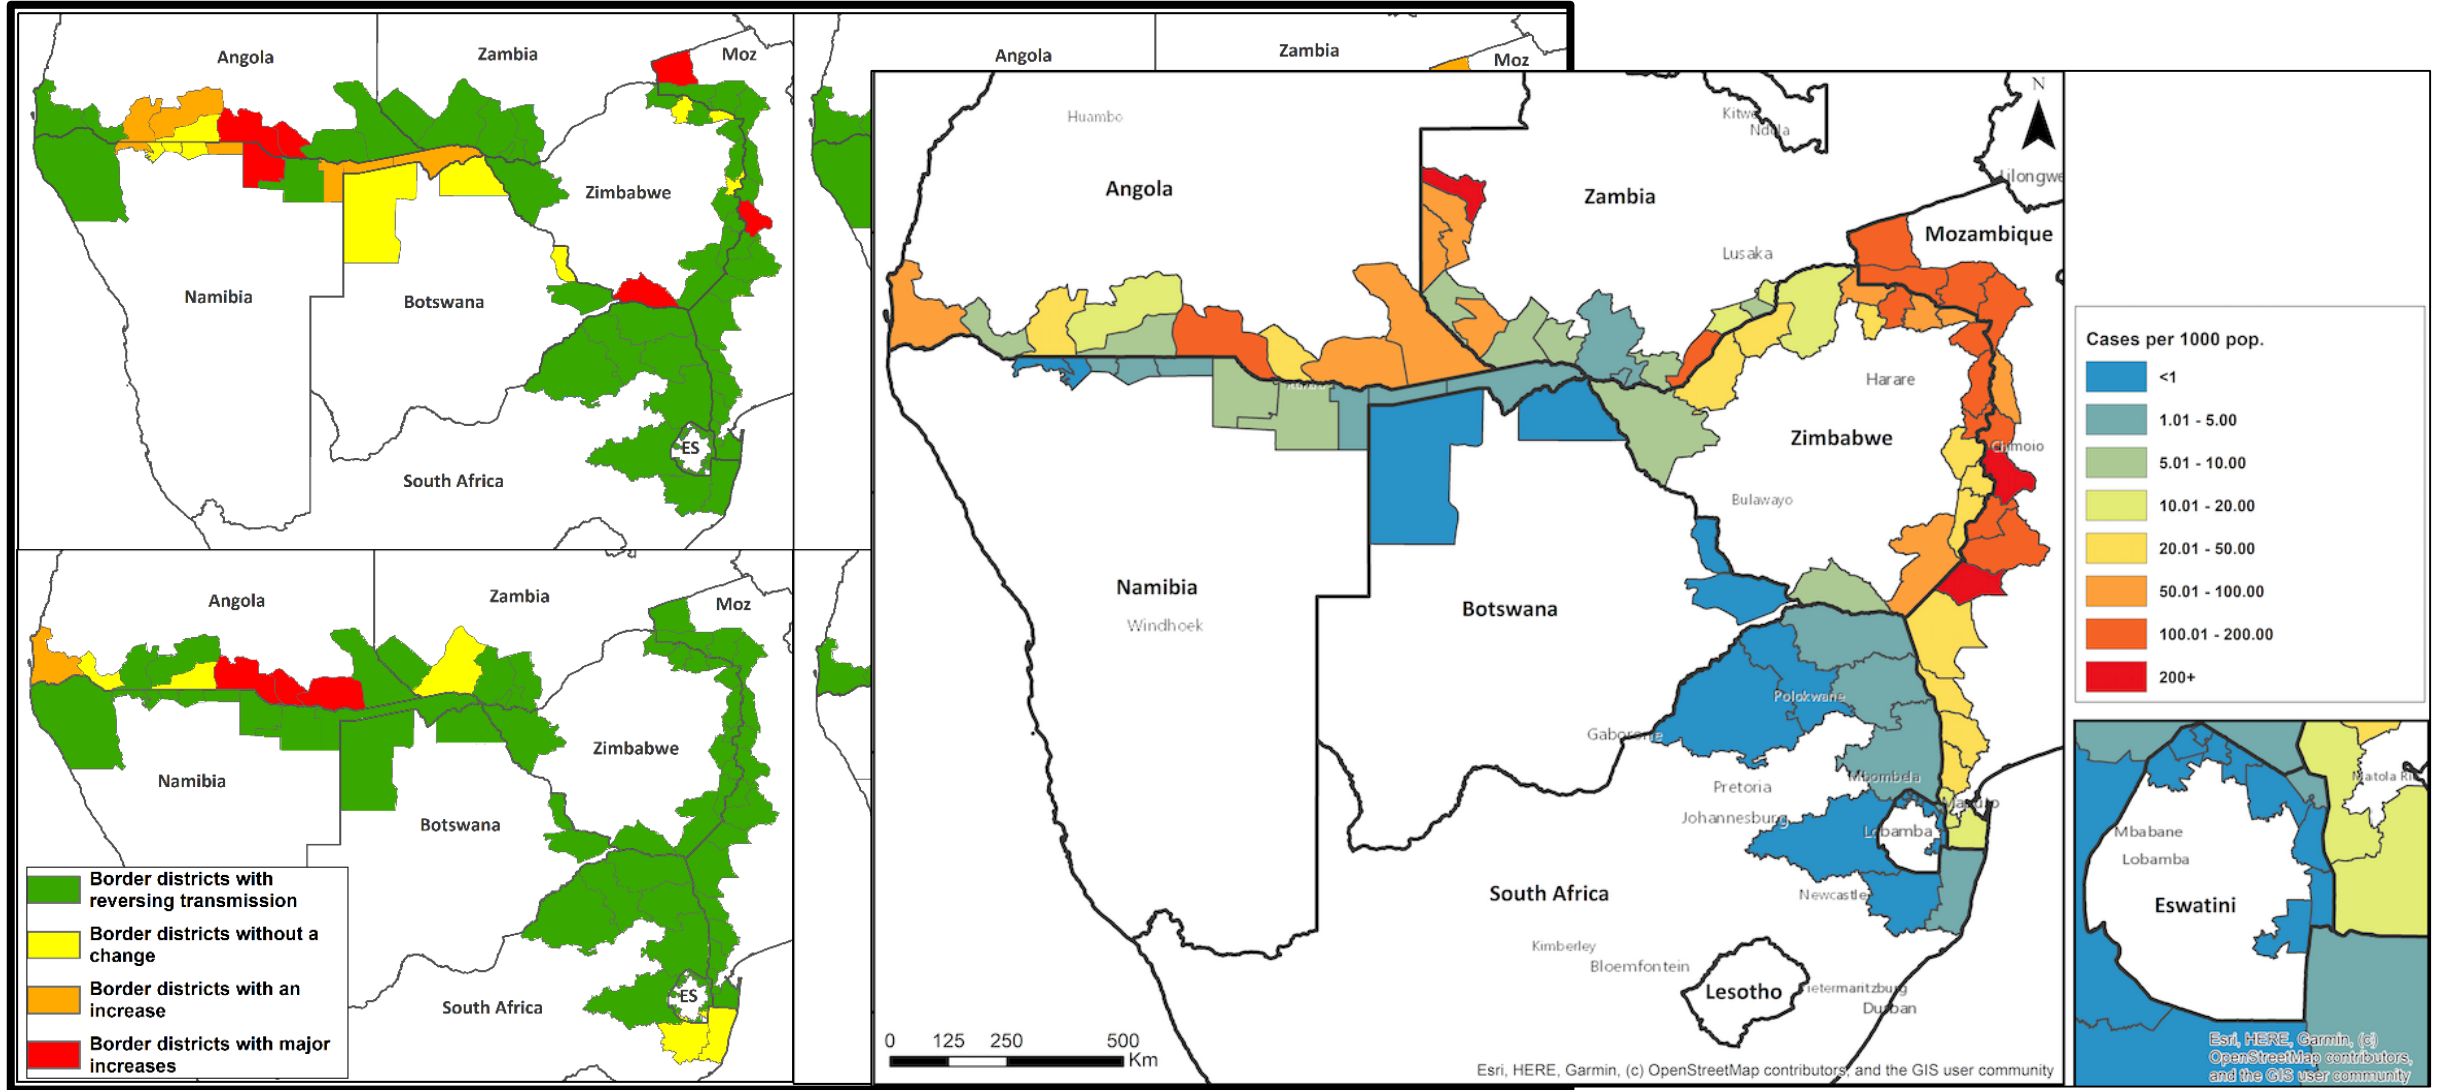 Angola
Zambia
Moz
Zimbabwe
Namibia
Botswana
ES
South Africa
Angola
Zambia
Moz
Zimbabwe
Namibia
Botswana
ES
South Africa
Border districts with
reversing transmission
Border districts without a
change
Border districts with an
increase
Border districts with major
increases
Angola
Zambia
Moz
N
Huambo
Ndola
Angola
Zambia
Lusaka
Mozambique
Harare
Zimbabwe
Chimoio
Bulawayo
Namibia
Windhoek
Botswana
Polokwane
Gaborone
Pretoria
Mbombela
Johannesburg
Maputo
Lobamba
South Africa
Newcastle
Kimberley
Bloemfontein
Lesotho
ietermaritzburg
Durban
0 125 250 500
Km
Esri, HERE, Garmin, (c) OpenStreetMap contributors, and the GIS user community
Cases per 1000 pop.
<1
1.01 - 5.00
5.01 - 10.00
10.01 - 20.00
20.01 - 50.00
50.01 - 100.00
100.01 - 200.00
200+
Mbabane
Lobamba
Eswatini
Esri, HERE, Garmin, (c)
OpenStreetMap contributors,
and the GIS user community